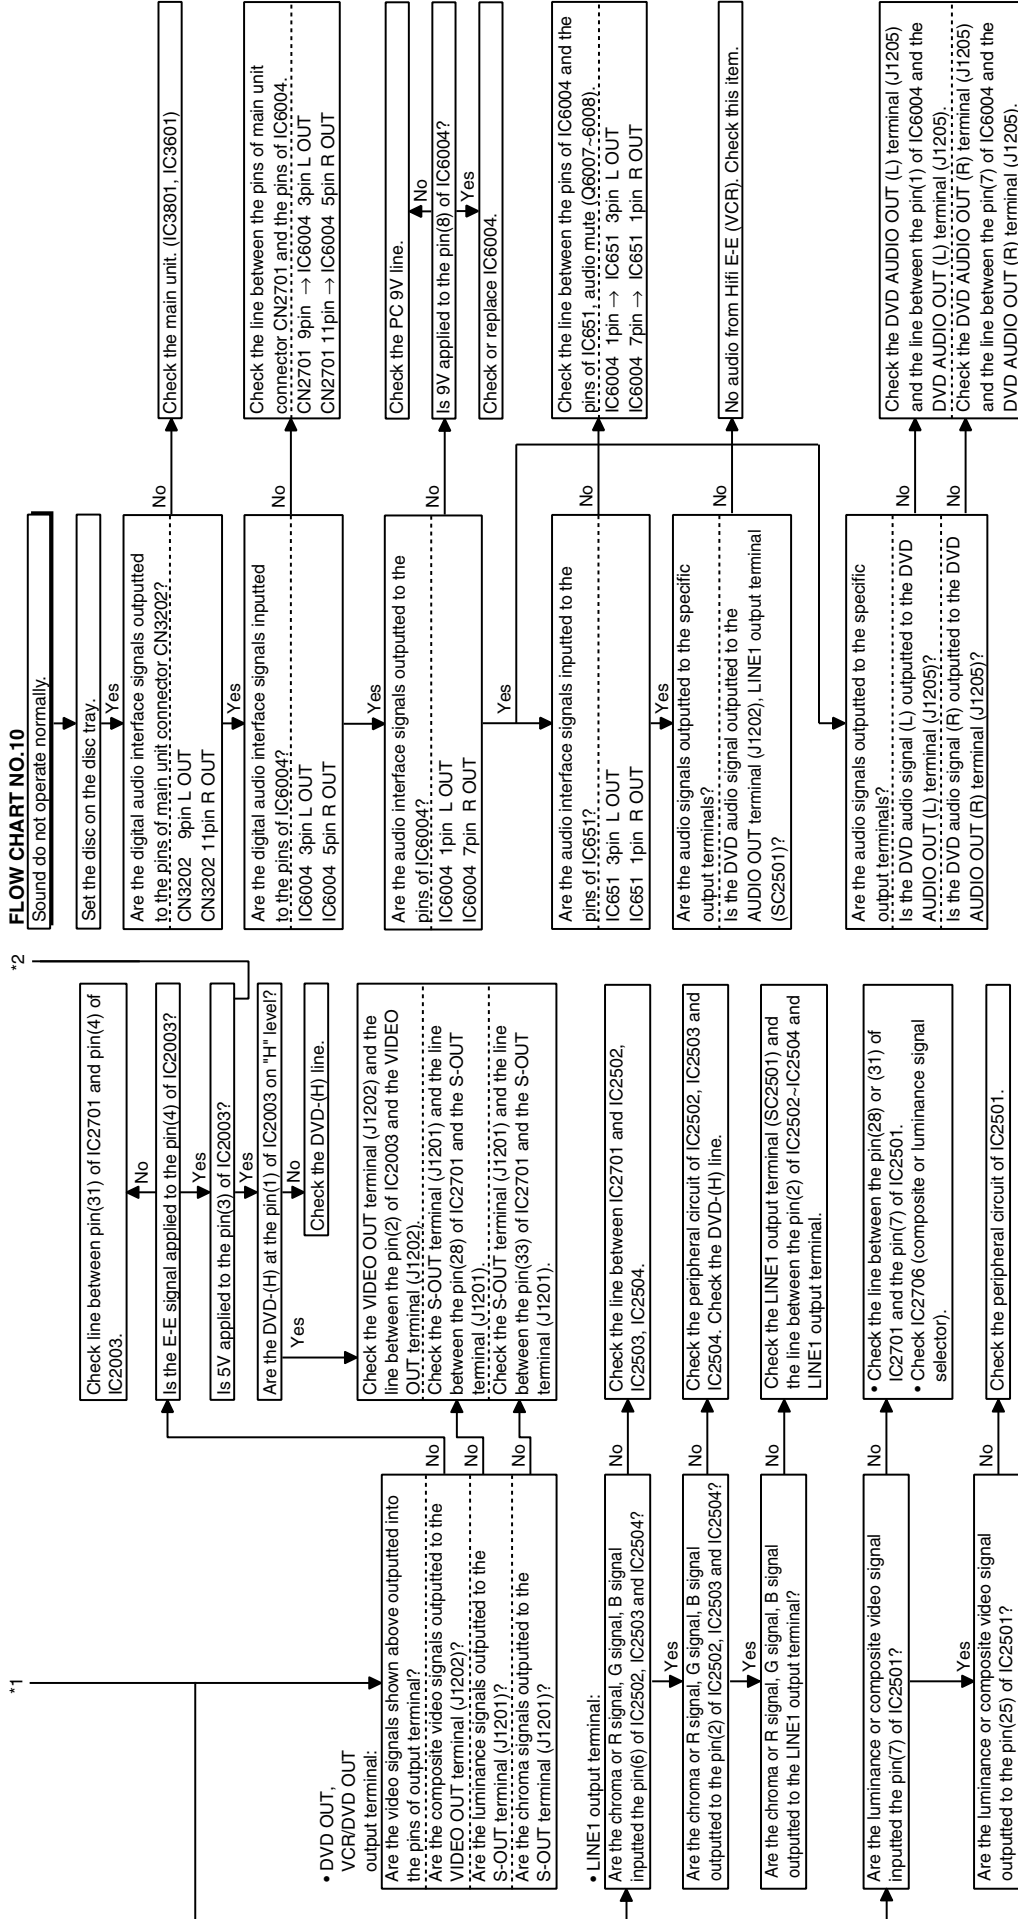 *1
• DVD OUT,
VCR/DVD OUT
output terminal:
Are the video signals shown above outputted into
the pins of output terminal?
Are the composite video signals outputted to the
VIDEO OUT terminal (J1202)?
Are the luminance signals outputted to the
S-OUT terminal (J1201)?
Are the chroma signals outputted to the
S-OUT terminal (J1201)?
No
No
No
• LINE1 output terminal:
Are the chroma or R signal, G signal, B signal
inputted the pin(6) of IC2502, IC2503 and IC2504?
No
Yes
Are the chroma or R signal, G signal, B signal
outputted to the pin(2) of IC2502, IC2503 and IC2504?
No
Yes
Are the chroma or R signal, G signal, B signal
outputted to the LINE1 output terminal?
No
Are the luminance or composite video signal
inputted the pin(7) of IC2501?
No
Yes
Are the luminance or composite video signal
outputted to the pin(25) of IC2501?
No
*2
Check line between pin(31) of IC2701 and pin(4) of
IC2003.
No
Is the E-E signal applied to the pin(4) of IC2003?
Yes
Is 5V applied to the pin(3) of IC2003?
Yes
Are the DVD-(H) at the pin(1) of IC2003 on "H" level?
Yes
No
Check the DVD-(H) line.
Check the VIDEO OUT terminal (J1202) and the
line between the pin(2) of IC2003 and the VIDEO
OUT terminal (J1202).
Check the S-OUT terminal (J1201) and the line
between the pin(28) of IC2701 and the S-OUT
terminal (J1201).
Check the S-OUT terminal (J1201) and the line
between the pin(33) of IC2701 and the S-OUT
terminal (J1201).
Check the line between IC2701 and IC2502,
IC2503, IC2504.
Check the peripheral circuit of IC2502, IC2503 and
IC2504. Check the DVD-(H) line.
Check the LINE1 output terminal (SC2501) and
the line between the pin(2) of IC2502~IC2504 and
LINE1 output terminal.
• Check the line between the pin(28) or (31) of
IC2701 and the pin(7) of IC2501.
• Check IC2706 (composite or luminance signal
selector).
Check the peripheral circuit of IC2501.
FLOW CHART NO.10
Sound do not operate normally.
Set the disc on the disc tray.
Yes
Are the digital audio interface signals outputted
to the pins of main unit connector CN3202?
CN3202 9pin L OUT
CN3202 11pin R OUT
No
Check the main unit. (IC3801, IC3601)
Yes
Are the digital audio interface signals inputted
to the pins of IC6004?
IC6004 3pin L OUT
IC6004 5pin R OUT
No
Check the line between the pins of main unit
connector CN2701 and the pins of IC6004.
CN2701 9pin → IC6004 3pin L OUT
CN2701 11pin → IC6004 5pin R OUT
Yes
Are the audio interface signals outputted to the
pins of IC6004?
IC6004 1pin L OUT
IC6004 7pin R OUT
No
Check the PC 9V line.
No
Is 9V applied to the pin(8) of IC6004?
Yes
Check or replace IC6004.
Yes
Are the audio interface signals inputted to the
pins of IC651?
IC651 3pin L OUT
IC651 1pin R OUT
No
Check the line between the pins of IC6004 and the
pins of IC651, audio mute (Q6007~6008).
IC6004 1pin → IC651 3pin L OUT
IC6004 7pin → IC651 1pin R OUT
Yes
Are the audio signals outputted to the specific
output terminals?
Is the DVD audio signal outputted to the
AUDIO OUT terminal (J1202), LINE1 output terminal
(SC2501)?
No
No audio from Hifi E-E (VCR). Check this item.
Are the audio signals outputted to the specific
output terminals?
Is the DVD audio signal (L) outputted to the DVD
AUDIO OUT (L) terminal (J1205)?
Is the DVD audio signal (R) outputted to the DVD
AUDIO OUT (R) terminal (J1205)?
No
No
Check the DVD AUDIO OUT (L) terminal (J1205)
and the line between the pin(1) of IC6004 and the
DVD AUDIO OUT (L) terminal (J1205).
Check the DVD AUDIO OUT (R) terminal (J1205)
and the line between the pin(7) of IC6004 and the
DVD AUDIO OUT (R) terminal (J1205).